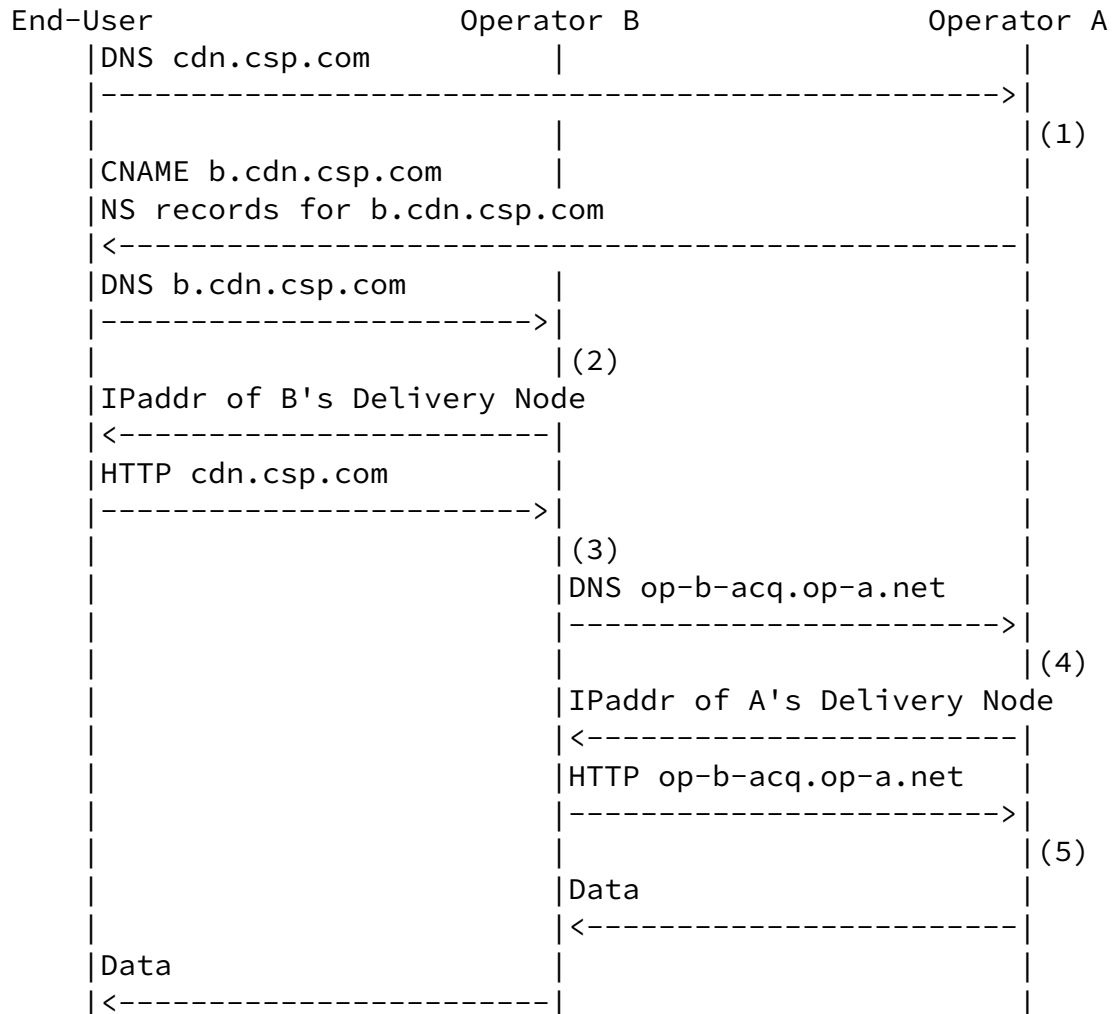 End-User Operator B Operator A
DNS cdn.csp.com
(1)
CNAME b.cdn.csp.com
NS records for b.cdn.csp.com
DNS b.cdn.csp.com
(2)
IPaddr of B's Delivery Node
HTTP cdn.csp.com
(3)
DNS op-b-acq.op-a.net
(4)
IPaddr of A's Delivery Node
HTTP op-b-acq.op-a.net
(5)
Data
Data